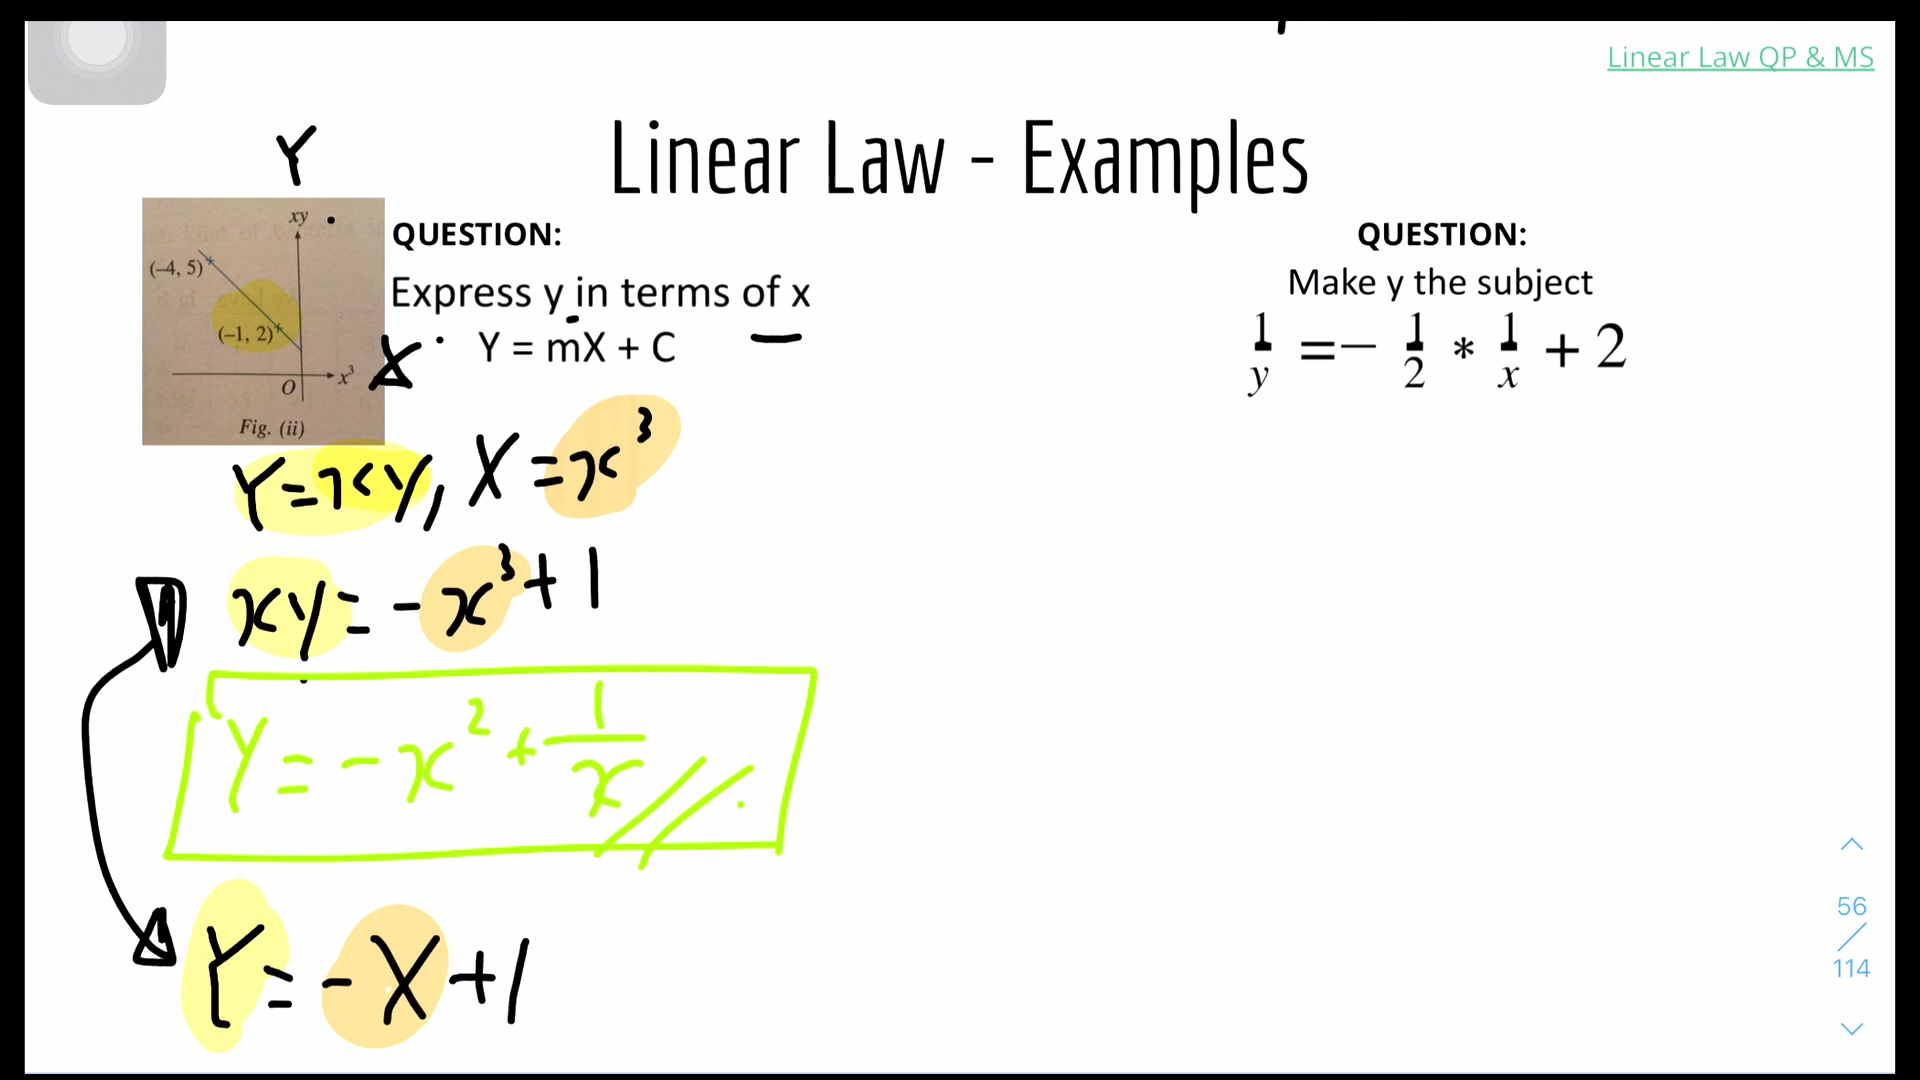 Linear Law QP & MS
Linear Law - Examples
Y
xy
(-4, 5)
(-1, 2)
O
x³
X
Fig. (ii)
QUESTION:
Express y in terms of x
Y = mX + C
Y = xy, X = x³
xy = -x³ + 1
y = -x² + 1/x //
Y = -X + 1
QUESTION:
Make y the subject
1/y = - 1/2 * 1/x + 2
56
/
114